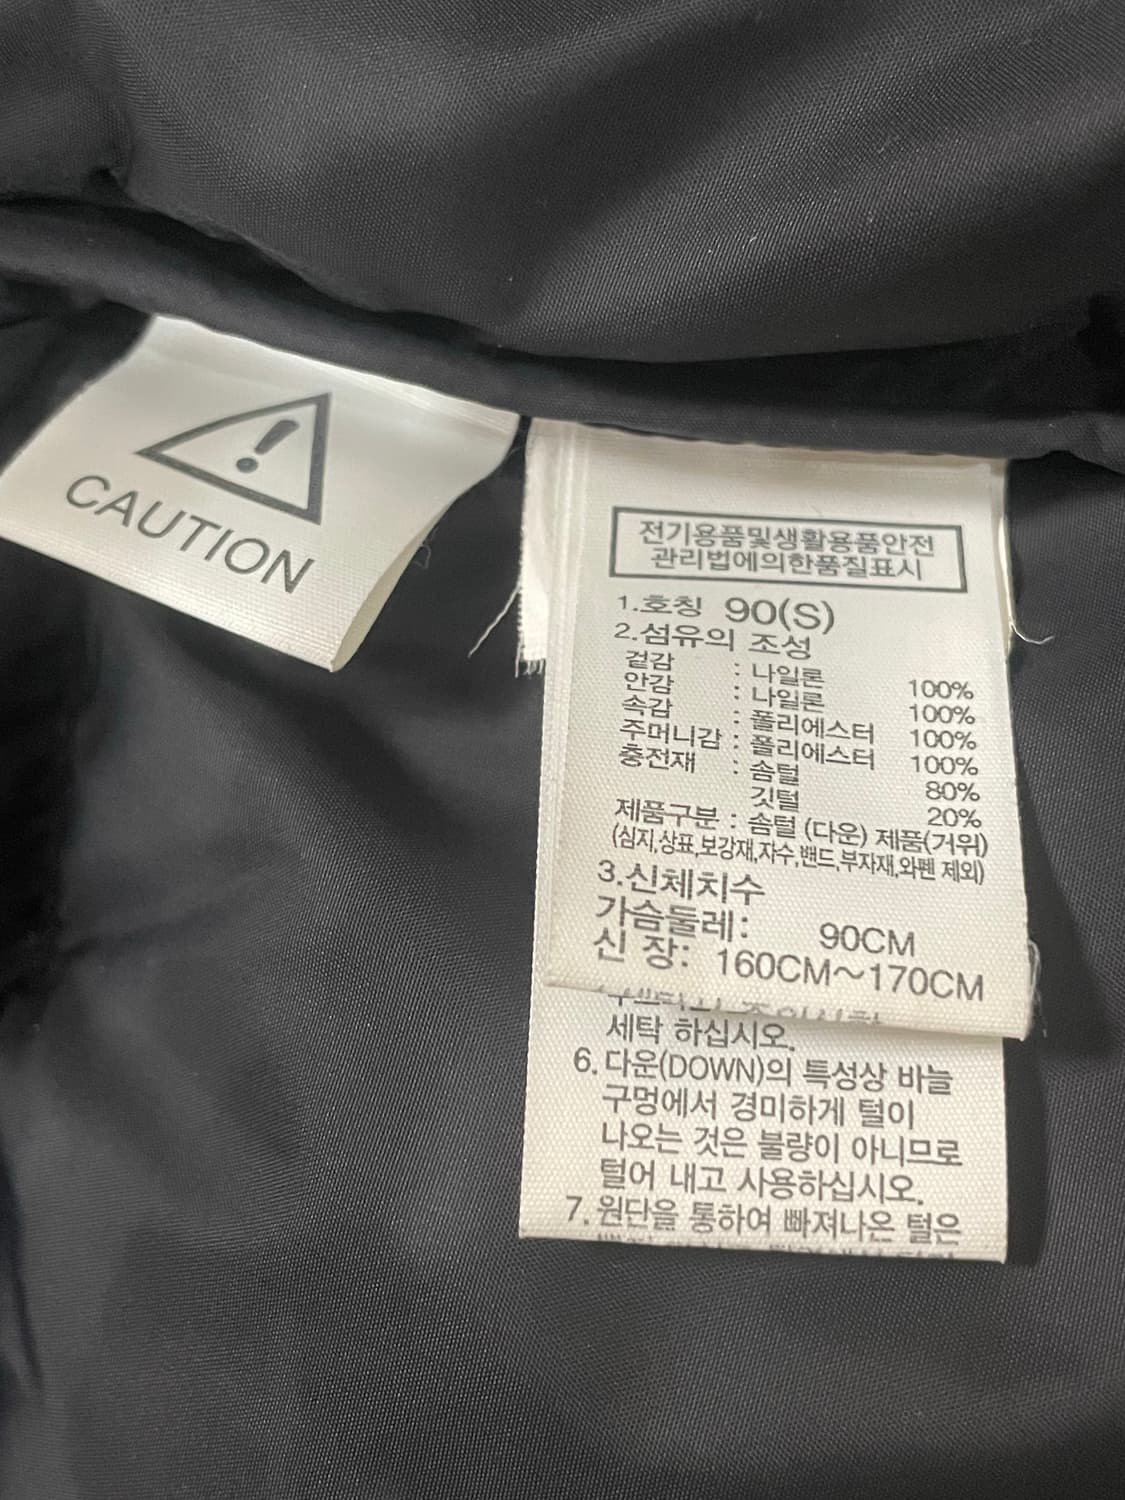 CAUTION
전기용품및생활용품안전
관리법에의한품질표시
1.호칭 90(S)
2.섬유의 조성
겉감 : 나일론 100%
안감 : 나일론 100%
속감 : 폴리에스터 100%
주머니감 : 폴리에스터 100%
충전재 : 솜털 80%
깃털 20%
제품구분 : 솜털 (다운) 제품(거위)
(심지,상표,보강재,자수,밴드,부자재,와펜 제외)
3.신체치수
가슴둘레: 90CM
신 장: 160CM~170CM
세탁 하십시오.
6.다운(DOWN)의 특성상 바늘
구멍에서 경미하게 털이
나오는 것은 불량이 아니므로
털어 내고 사용하십시오.
7.원단을 통하여 빠져나온 털은